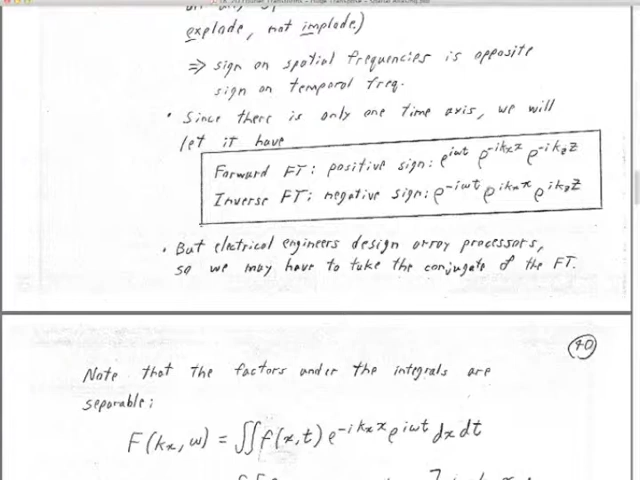 explode, not implode.)
⇒ sign on spatial frequencies is opposite
sign on temporal freq.
• Since there is only one time axis, we will
let it have
Forward FT: positive sign: e^{iωt} e^{-ik_x x} e^{-ik_z z}
Inverse FT: negative sign: e^{-iωt} e^{ik_x x} e^{ik_z z}
• But electrical engineers design array processors,
so we may have to take the conjugate of the FT.
40
Note that the factors under the integrals are
separable;
F(k_x, ω) = ∬f(x,t) e^{-ik_x x} e^{iωt} dx dt